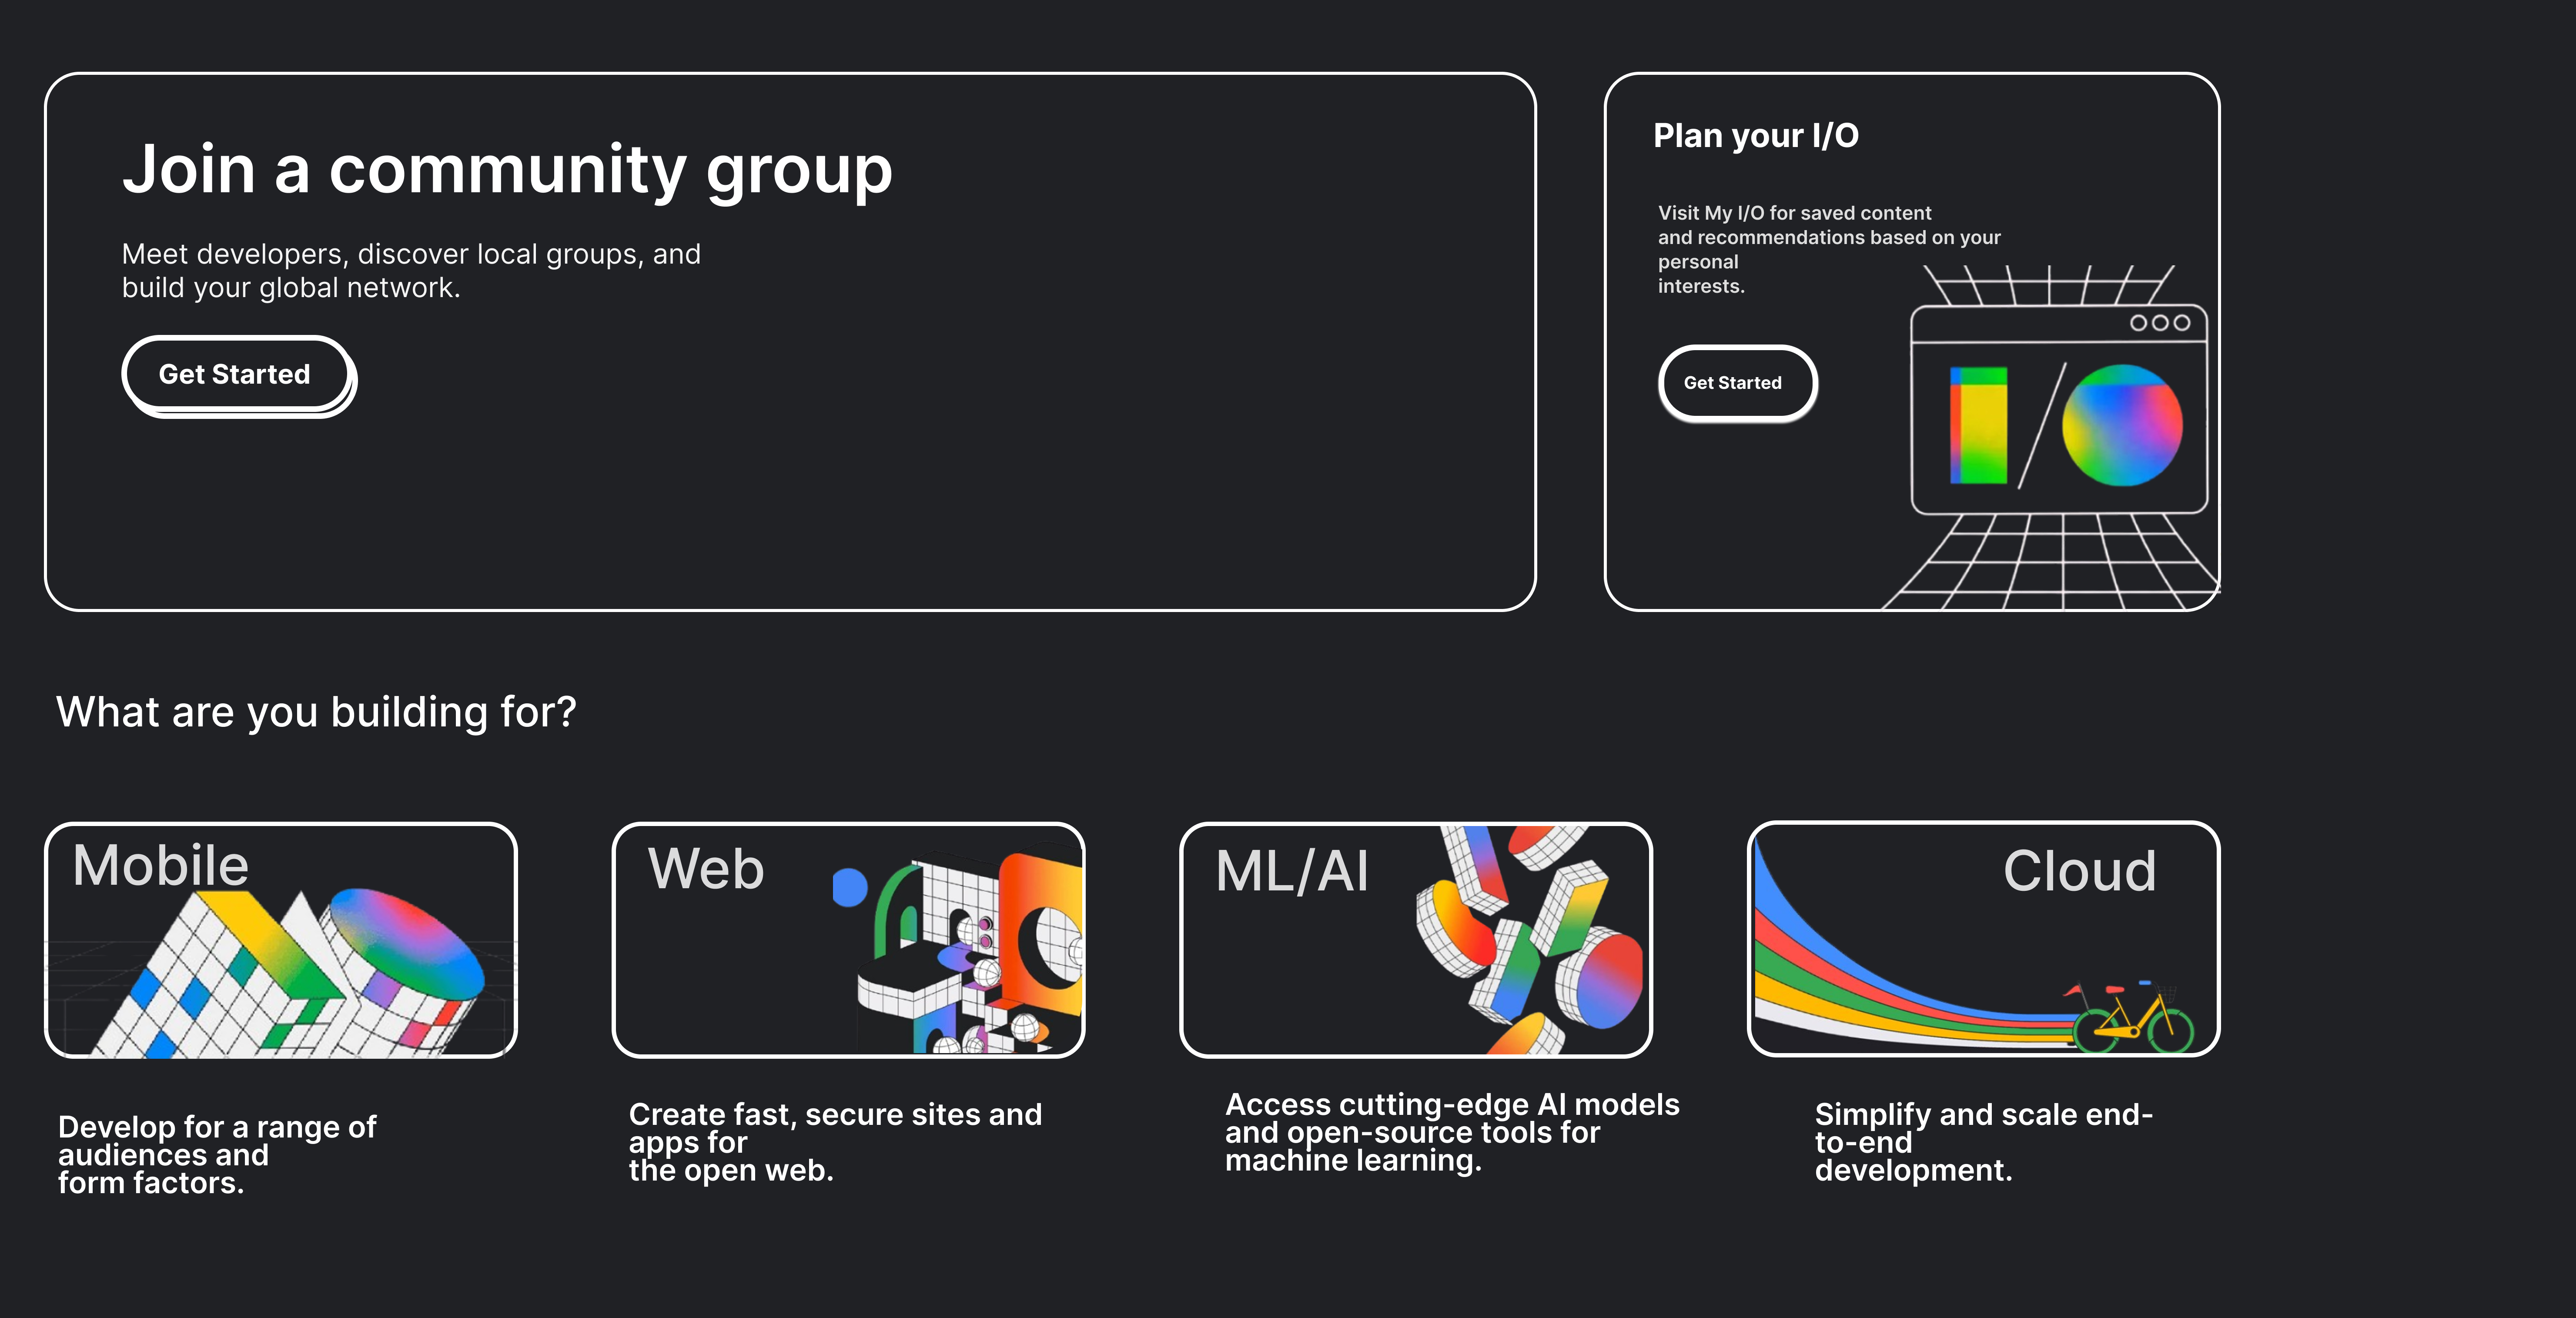 Join a community group
Meet developers, discover local groups, and
build your global network.
Get Started
Plan your I/O
Visit My I/O for saved content
and recommendations based on your
personal
interests.
Get Started
I/O
What are you building for?
Mobile
Web
ML/AI
Cloud
Develop for a range of
audiences and
form factors.
Create fast, secure sites and
apps for
the open web.
Access cutting-edge AI models
and open-source tools for
machine learning.
Simplify and scale end-
to-end
development.